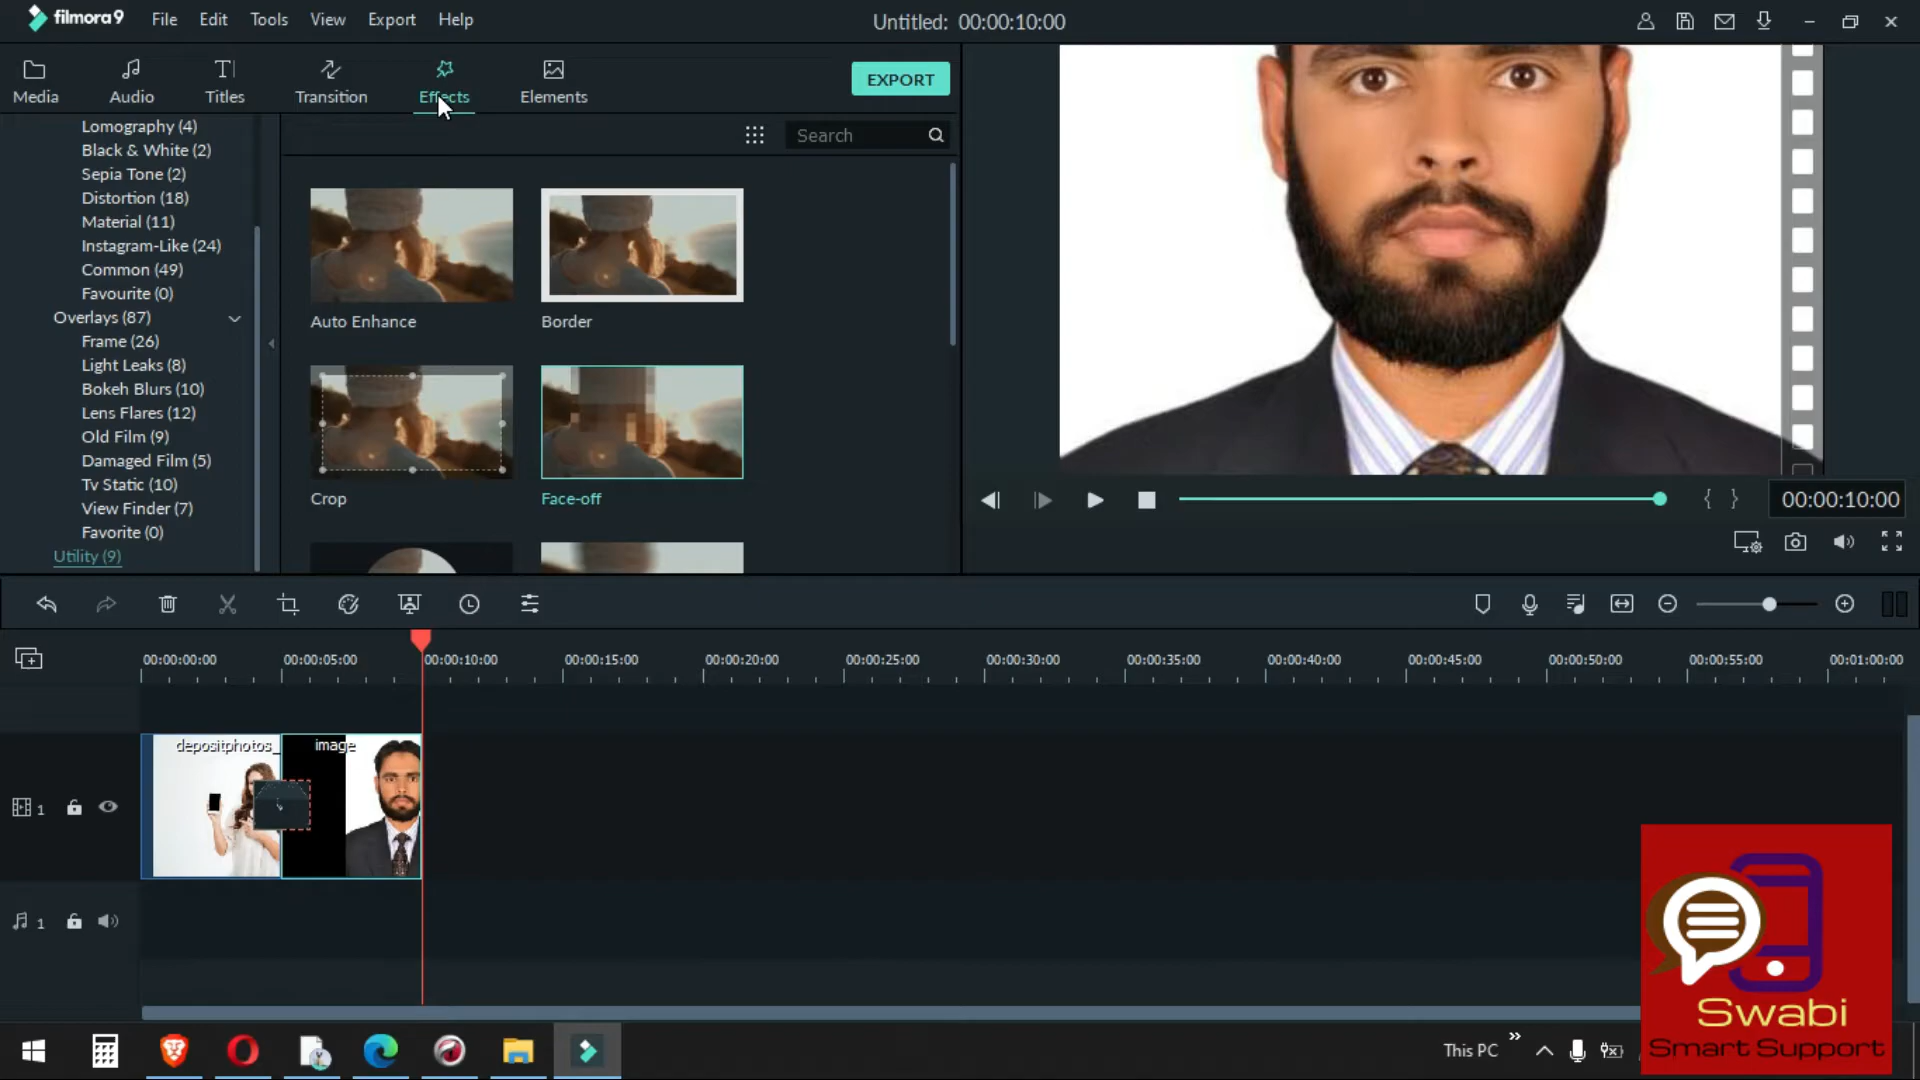 filmora9 File Edit Tools View Export Help Untitled: 00:00:10:00
Media Audio Titles Transition Effects Elements EXPORT
Search
Lomography (4)
Black & White (2)
Sepia Tone (2)
Distortion (18)
Material (11)
Instagram-Like (24)
Common (49)
Favourite (0)
Overlays (87)
Frame (26)
Light Leaks (8)
Bokeh Blurs (10)
Lens Flares (12)
Old Film (9)
Damaged Film (5)
Tv Static (10)
View Finder (7)
Favorite (0)
Utility (9)
Auto Enhance Border
Crop Face-off
{ } 00:00:10:00
00:00:00:00 00:00:05:00 00:00:10:00 00:00:15:00 00:00:20:00 00:00:25:00 00:00:30:00 00:00:35:00 00:00:40:00 00:00:45:00 00:00:50:00 00:00:55:00 00:01:00:00
depositphotos_ image
1
1
Swabi
Smart Support
This PC